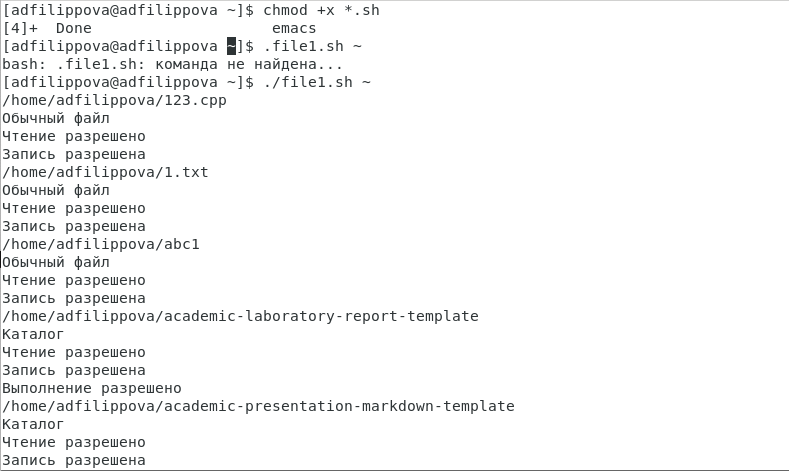 [adfilippova@adfilippova ~]$ chmod +x *.sh
[4]+  Done                    emacs
[adfilippova@adfilippova ~]$ .file1.sh ~
bash: .file1.sh: команда не найдена...
[adfilippova@adfilippova ~]$ ./file1.sh ~
/home/adfilippova/123.cpp
Обычный файл
Чтение разрешено
Запись разрешена
/home/adfilippova/1.txt
Обычный файл
Чтение разрешено
Запись разрешена
/home/adfilippova/abc1
Обычный файл
Чтение разрешено
Запись разрешена
/home/adfilippova/academic-laboratory-report-template
Каталог
Чтение разрешено
Запись разрешена
Выполнение разрешено
/home/adfilippova/academic-presentation-markdown-template
Каталог
Чтение разрешено
Запись разрешена